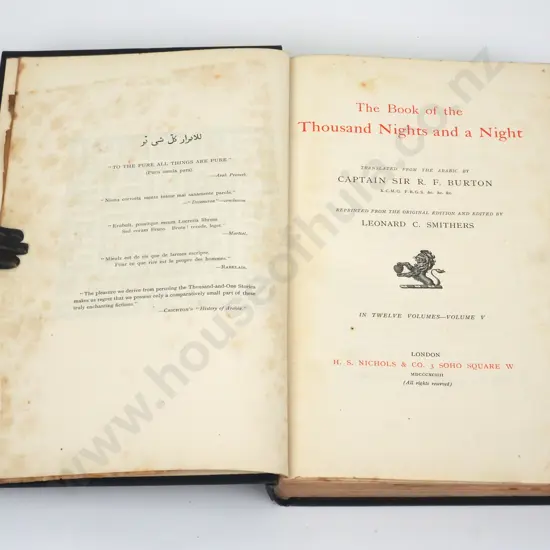 للابرار كلّ شي تبر
"TO THE PURE ALL THINGS ARE PURE."
(Puris omnia pura)
—Arab Proverb.
"Niuna corrotta mente intese mai sanamente parole."
—"Decameron"—conclusion.
"Erubuit, posuitque meum Lucretia librum
Sed coram Bruto. Brute! recede, leget."
—Martial.
"Mieulx est de ris que de larmes escripre,
Pour ce que rire est le propre des hommes."
—RABELAIS.
"The pleasure we derive from perusing the Thousand-and-One Stories
makes us regret that we possess only a comparatively small part of these
truly enchanting fictions."
—CRICHTON'S "History of Arabia."
The Book of the
Thousand Nights and a Night
TRANSLATED FROM THE ARABIC BY
CAPTAIN SIR R. F. BURTON
K.C.M.G. F.R.G.S. &c. &c. &c.
REPRINTED FROM THE ORIGINAL EDITION AND EDITED BY
LEONARD C. SMITHERS
IN TWELVE VOLUMES—VOLUME V
LONDON
H. S. NICHOLS & CO. 3 SOHO SQUARE W
(All rights reserved)
www.houseoflhum.co.nz